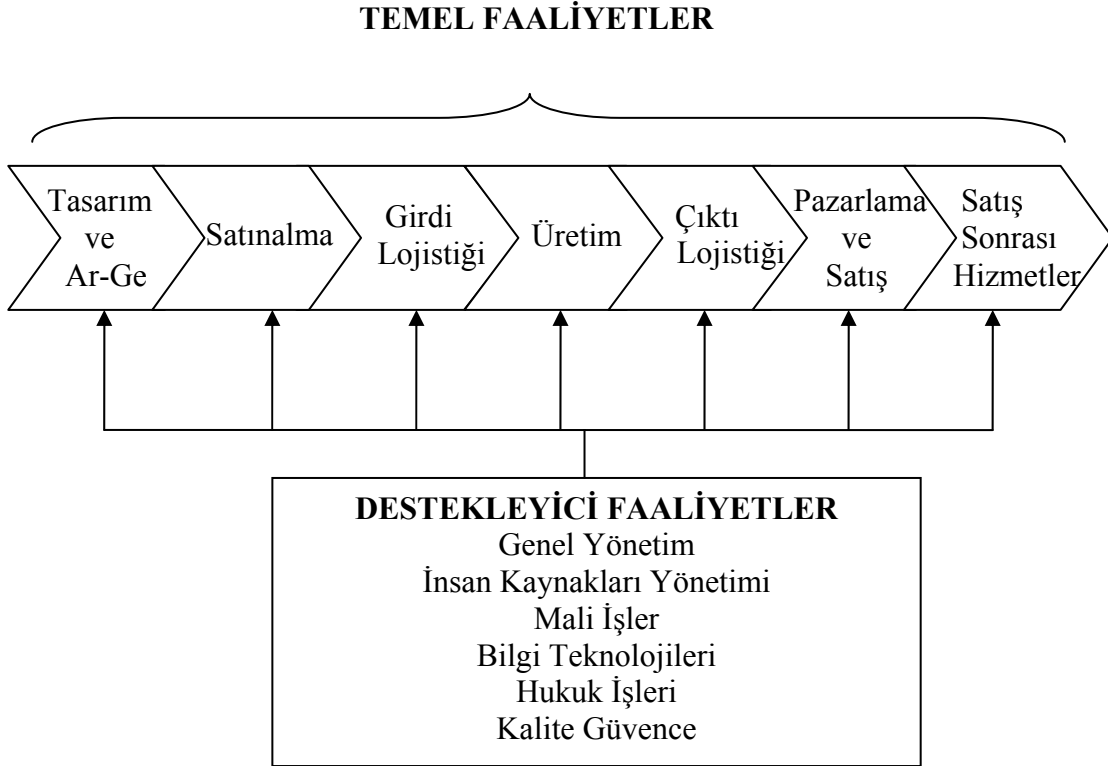 TEMEL FAALİYETLER
Tasarım
ve
Ar-Ge
Satınalma
Girdi
Lojistiği
Üretim
Çıktı
Lojistiği
Pazarlama
ve
Satış
Satış
Sonrası
Hizmetler
DESTEKLEYİCİ FAALİYETLER
Genel Yönetim
İnsan Kaynakları Yönetimi
Mali İşler
Bilgi Teknolojileri
Hukuk İşleri
Kalite Güvence